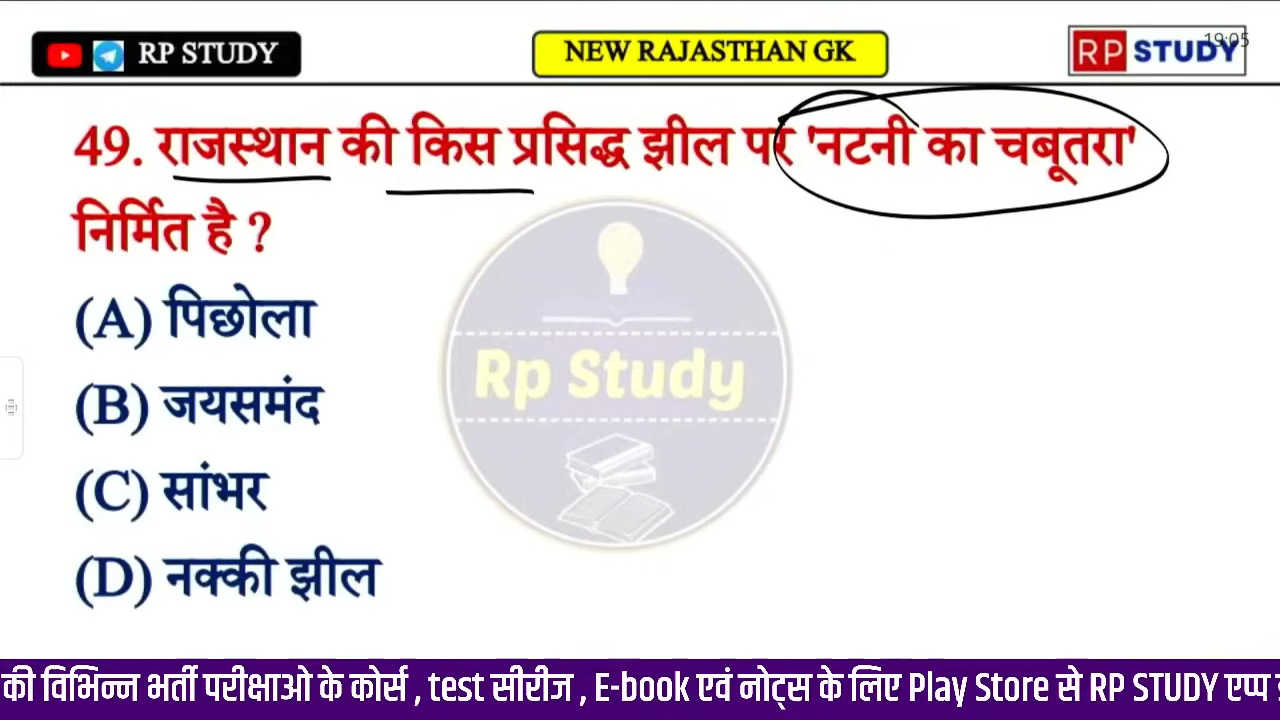 RP STUDY
NEW RAJASTHAN GK
RP STUDY
19:05
49. राजस्थान की किस प्रसिद्ध झील पर 'नटनी का चबूतरा'
निर्मित है ?
(A) पिछोला
(B) जयसमंद
(C) सांभर
(D) नक्की झील
Rp Study
की विभिन्न भर्ती परीक्षाओ के कोर्स , test सीरीज , E-book एवं नोट्स के लिए Play Store से RP STUDY एप्प